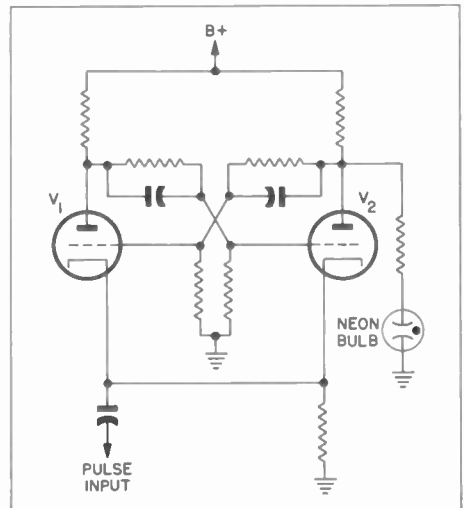 B+
V1
V2
NEON
BULB
PULSE
INPUT